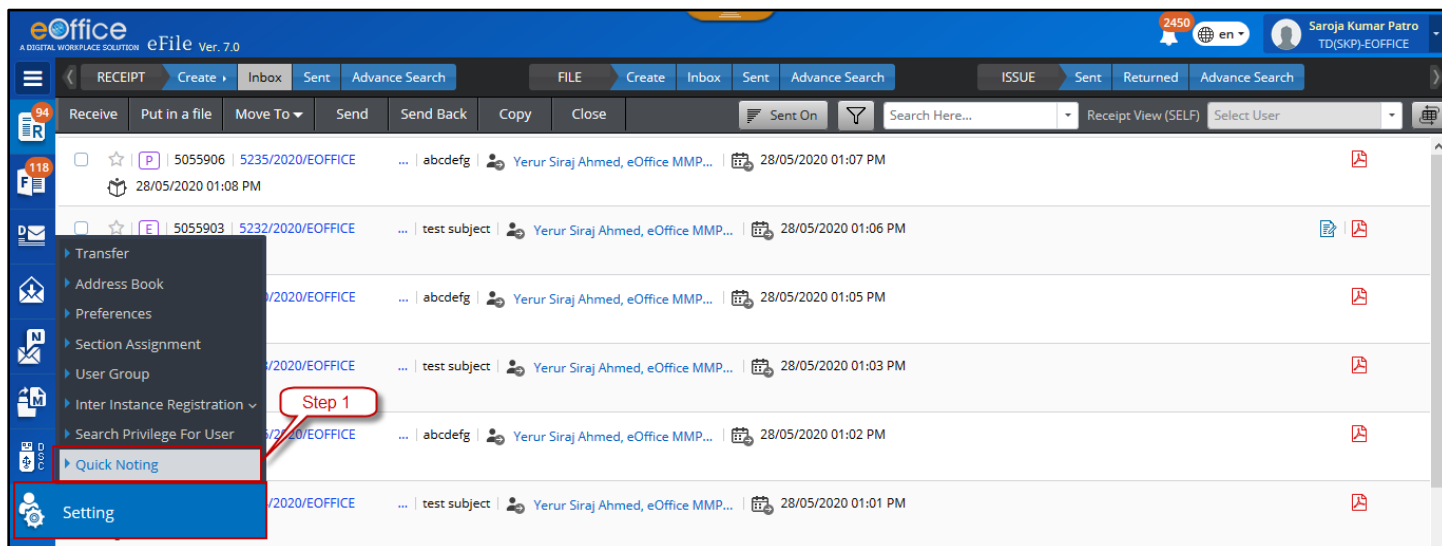 eOffice
A DIGITAL WORKPLACE SOLUTION eFile Ver. 7.0
2450 en Saroja Kumar Patro
TD(SKP)-EOFFICE
RECEIPT Create Inbox Sent Advance Search FILE Create Inbox Sent Advance Search ISSUE Sent Returned Advance Search
94 R Receive Put in a file Move To Send Send Back Copy Close Sent On Search Here... Receipt View (SELF) Select User
P 5055906 5235/2020/EOFFICE ... abcdefg Yerur Siraj Ahmed, eOffice MMP... 28/05/2020 01:07 PM
118 F 28/05/2020 01:08 PM
D E 5055903 5232/2020/EOFFICE ... test subject Yerur Siraj Ahmed, eOffice MMP... 28/05/2020 01:06 PM
Transfer
Address Book
/2020/EOFFICE ... abcdefg Yerur Siraj Ahmed, eOffice MMP... 28/05/2020 01:05 PM
Preferences
N Section Assignment
/2020/EOFFICE ... test subject Yerur Siraj Ahmed, eOffice MMP... 28/05/2020 01:03 PM
User Group
M Inter Instance Registration Step 1
Search Privilege For User
/2020/EOFFICE ... abcdefg Yerur Siraj Ahmed, eOffice MMP... 28/05/2020 01:02 PM
DSC Quick Noting
Setting
/2020/EOFFICE ... test subject Yerur Siraj Ahmed, eOffice MMP... 28/05/2020 01:01 PM